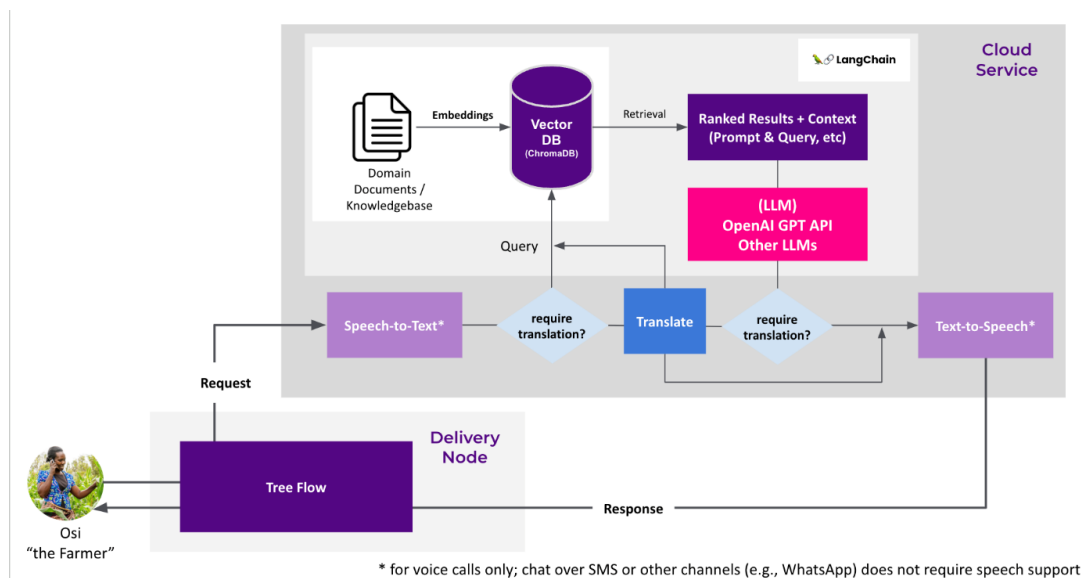 Cloud
Service
LangChain
Embeddings
Vector
DB
(ChromaDB)
Retrieval
Ranked Results + Context
(Prompt & Query, etc)
Domain
Documents /
Knowledgebase
(LLM)
OpenAI GPT API
Other LLMs
Query
Speech-to-Text*
require
translation?
Translate
require
translation?
Text-to-Speech*
Request
Delivery
Node
Tree Flow
Response
Osi
“the Farmer”
* for voice calls only; chat over SMS or other channels (e.g., WhatsApp) does not require speech support